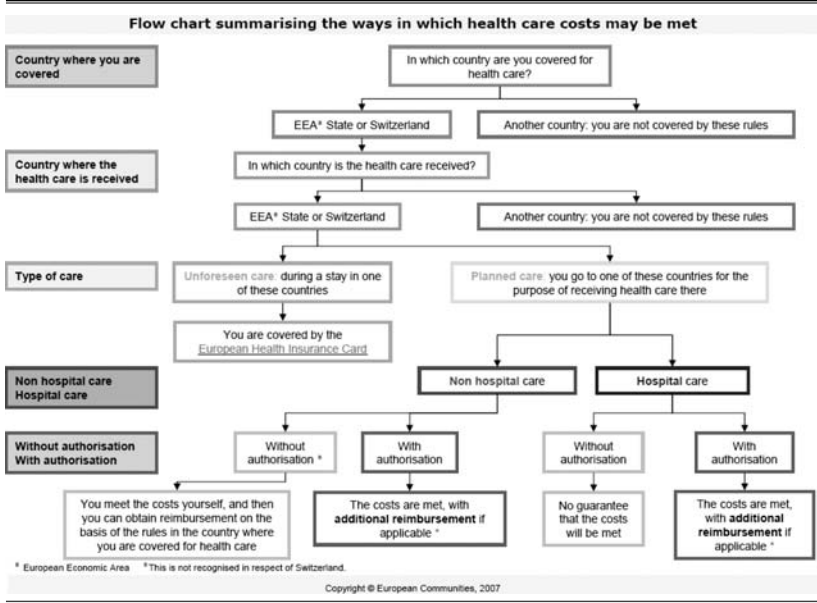 Flow chart summarising the ways in which health care costs may be met
Country where you are
covered
In which country are you covered for
health care?
EEA* State or Switzerland
Another country: you are not covered by these rules
Country where the
health care is received
In which country is the health care received?
EEA* State or Switzerland
Another country: you are not covered by these rules
Type of care
Unforeseen care: during a stay in one
of these countries
Planned care: you go to one of these countries for the
purpose of receiving health care there
You are covered by the
European Health Insurance Card
Non hospital care
Hospital care
Non hospital care
Hospital care
Without authorisation
With authorisation
Without
authorisation *
With
authorisation
Without
authorisation
With
authorisation
You meet the costs yourself, and then
you can obtain reimbursement on the
basis of the rules in the country where
you are covered for health care
The costs are met, with
additional reimbursement if
applicable *
No guarantee
that the costs
will be met
The costs are met,
with additional
reimbursement if
applicable *
* European Economic Area *This is not recognised in respect of Switzerland.
Copyright © European Communities, 2007